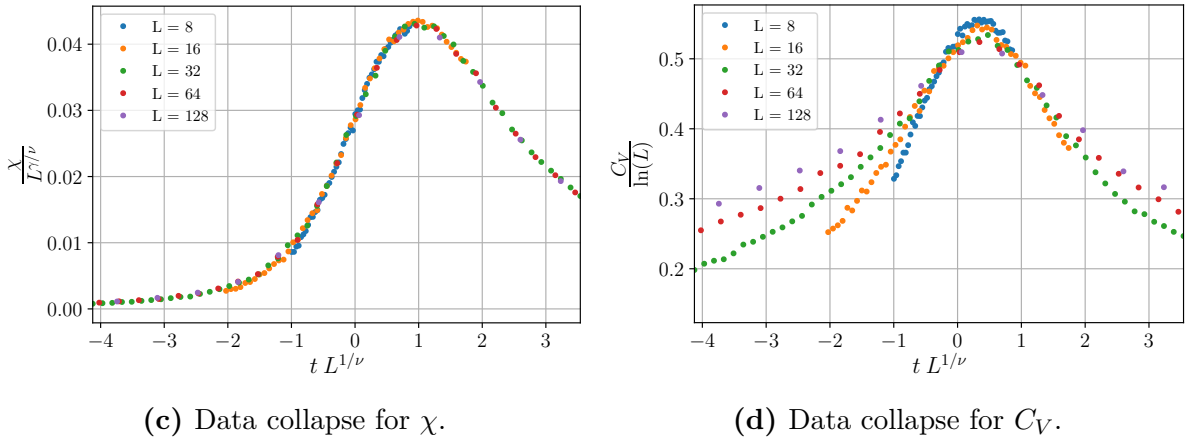 L = 8
L = 16
L = 32
L = 64
L = 128
0.04
0.03
0.02
0.01
0.00
χ
L^{γ/ν}
−4 −3 −2 −1 0 1 2 3
t L^{1/ν}
(c) Data collapse for χ.
L = 8
L = 16
L = 32
L = 64
L = 128
0.5
0.4
0.3
0.2
C_V
ln(L)
−4 −3 −2 −1 0 1 2 3
t L^{1/ν}
(d) Data collapse for C_V.